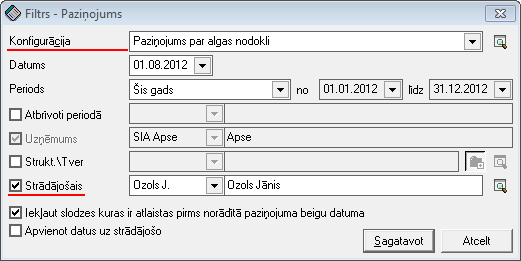 Filtrs - Paziņojums
Konfigurācija Paziņojums par algas nodokli
Datums 01.08.2012
Periods Šis gads no 01.01.2012 līdz 31.12.2012
Atbrīvoti periodā
Uzņēmums SIA Apse Apse
Strukt.\Tver
Strādājošais Ozols J. Ozols Jānis
Iekļaut slodzes kuras ir atlaistas pirms norādītā paziņojuma beigu datuma
Apvienot datus uz strādājošo
Sagatavot Atcelt